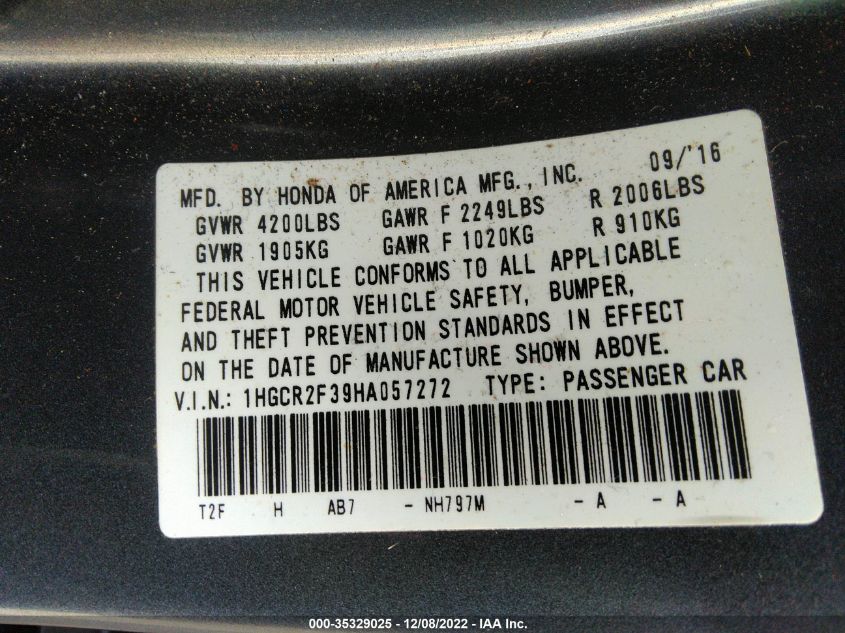 MFD. BY HONDA OF AMERICA MFG., INC. 09/'16
GVWR 4200LBS GAWR F 2249LBS R 2006LBS
GVWR 1905KG GAWR F 1020KG R 910KG
THIS VEHICLE CONFORMS TO ALL APPLICABLE
FEDERAL MOTOR VEHICLE SAFETY, BUMPER,
AND THEFT PREVENTION STANDARDS IN EFFECT
ON THE DATE OF MANUFACTURE SHOWN ABOVE.
V.I.N.: 1HGCR2F39HA057272 TYPE: PASSENGER CAR
T2F H AB7 - NH797M - A - A
000-35329025 - 12/08/2022 - IAA Inc.